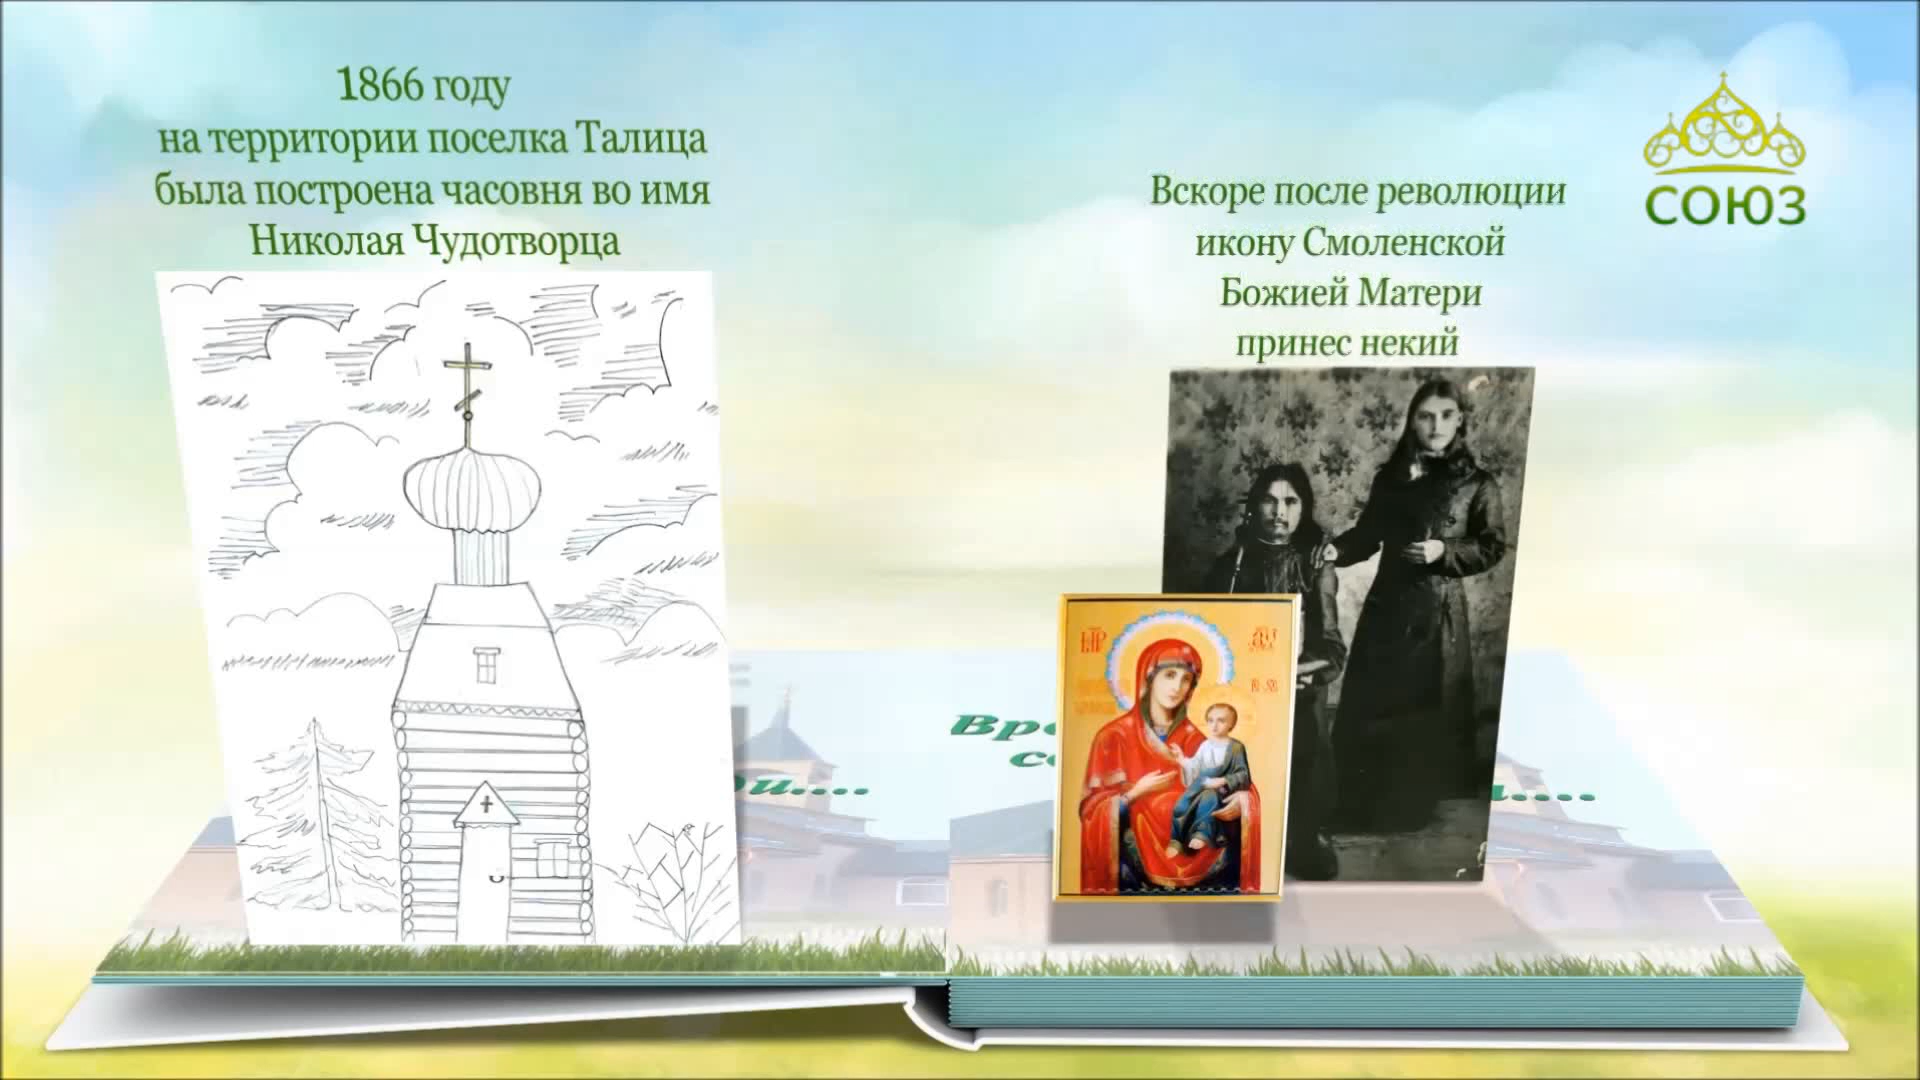 1866 году
на территории поселка Талица
была построена часовня во имя
Николая Чудотворца
Вскоре после революции
икону Смоленской
Божией Матери
принес некий
СОЮЗ